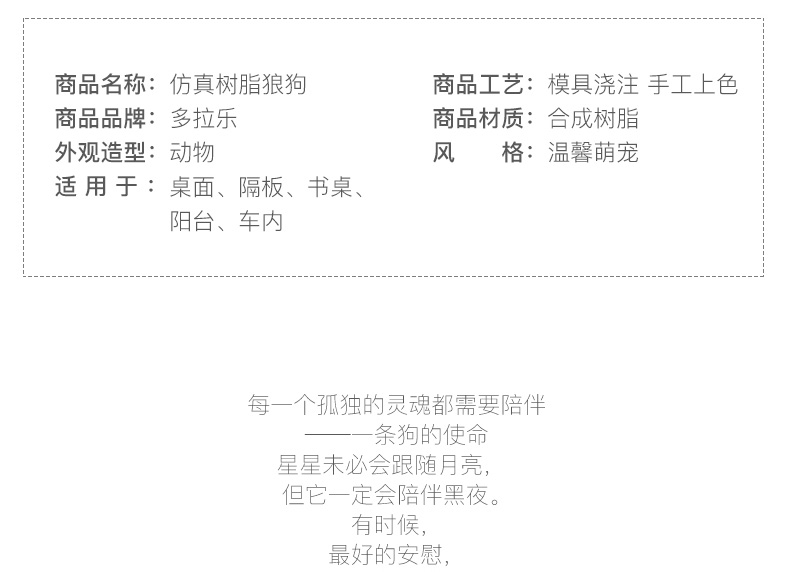 商品名称：仿真树脂狼狗
商品工艺：模具浇注 手工上色
商品品牌：多拉乐
商品材质：合成树脂
外观造型：动物
风　　格：温馨萌宠
适 用 于 ：桌面、隔板、书桌、
阳台、车内
每一个孤独的灵魂都需要陪伴
——一条狗的使命
星星未必会跟随月亮，
但它一定会陪伴黑夜。
有时候，
最好的安慰，